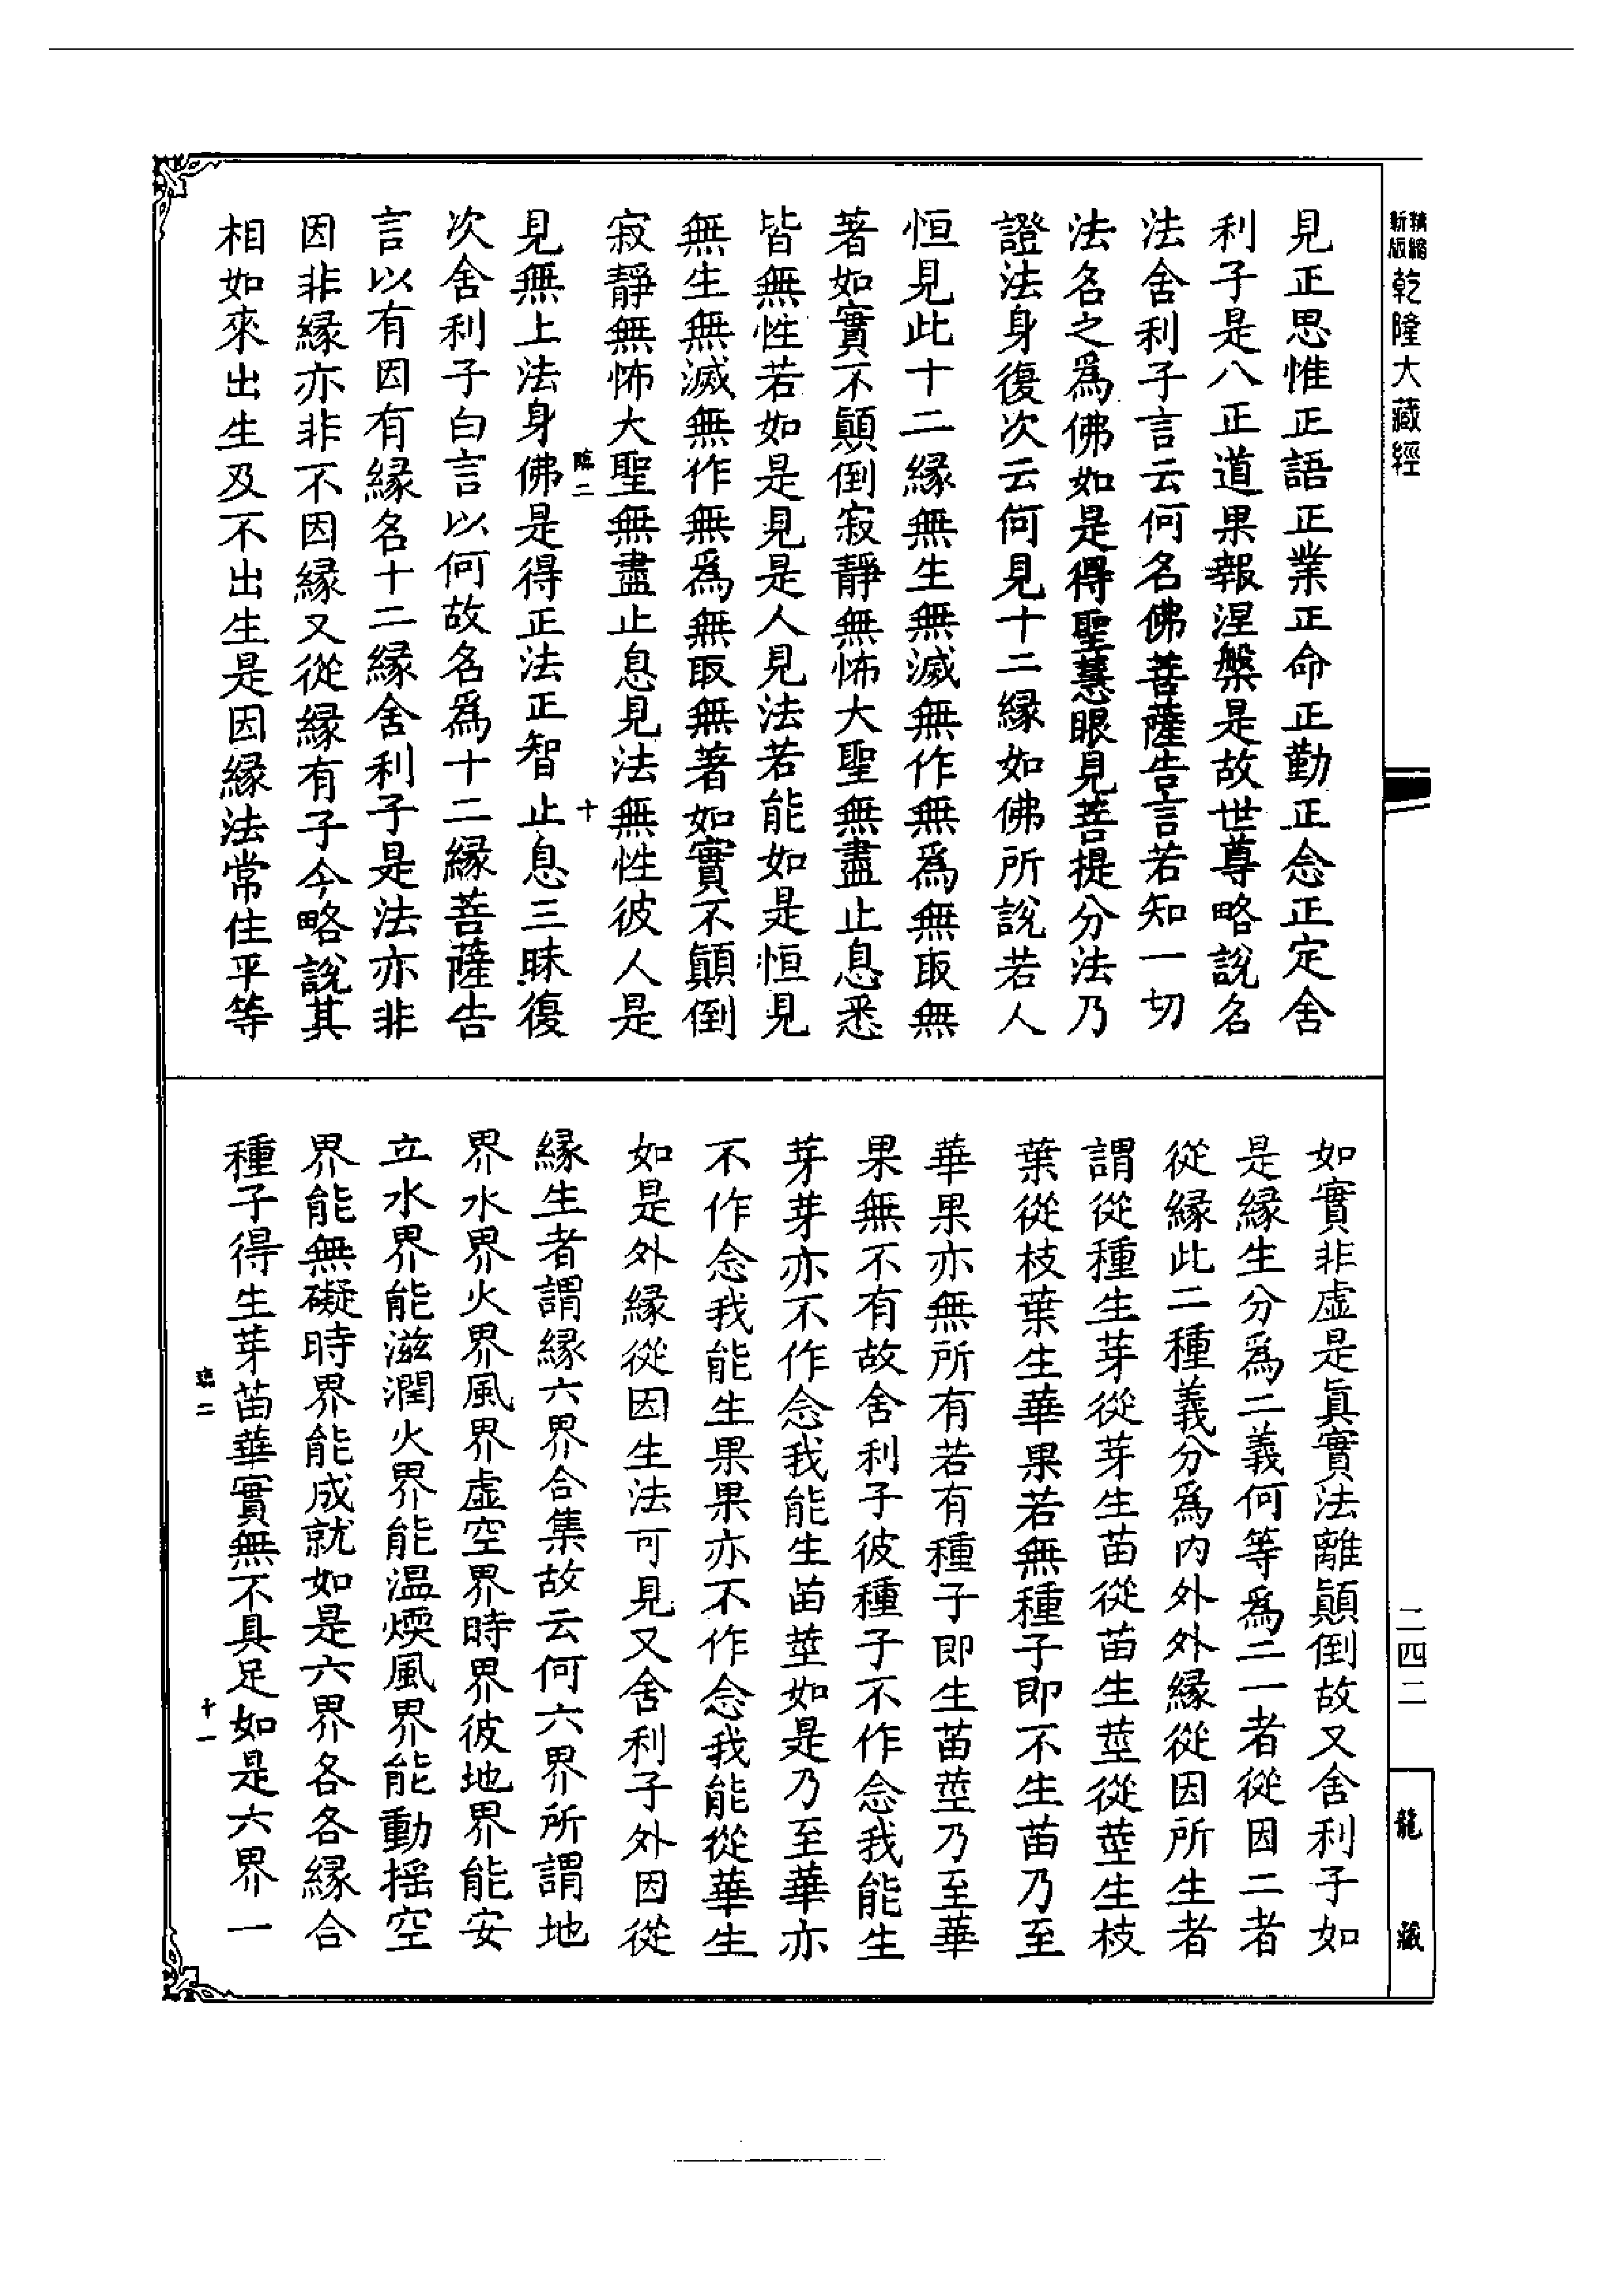 精縮新版乾隆大藏經
見正思惟正語正業正命正勤正念正定舍
利子是八正道果報涅槃是故世尊略說名
法舍利子言云何名佛菩薩告言若知一切
法名之爲佛如是得聖慧眼見菩提分法乃
證法身復次云何見十二縁如佛所說若人
恒見此十二縁無生無滅無作無爲無取無
著如實不顛倒寂靜無怖大聖無盡止息悉
皆無性若如是見是人見法若能如是恒見
無生無滅無作無爲無取無著如實不顛倒
寂靜無怖大聖無盡止息見法無性彼人是
二 十
見無上法身佛是得正法正智止息三昧復
次舍利子白言以何故名爲十二縁菩薩告
言以有因有縁名十二縁舍利子是法亦非
因非縁亦非不因縁又從縁有子今略說其
相如來出生及不出生是因縁法常住平等
二四二
龍藏
如實非虛是眞實法離顛倒故又舍利子如
是縁生分爲二義何等爲二一者從因二者
從縁此二種義分爲内外外縁從因所生者
謂從種生芽從芽生苗從苗生莖從莖生枝
葉從枝葉生華果若無種子即不生苗乃至
華果亦無所有若有種子即生苗莖乃至華
果無不有故舍利子彼種子不作念我能生
芽芽亦不作念我能生苗莖如是乃至華亦
不作念我能生果果亦不作念我能從華生
如是外縁從因生法可見又舍利子外因從
縁生者謂縁六界合集故云何六界所謂地
界水界火界風界虛空界時界彼地界能安
立水界能滋潤火界能温煗風界能動摇空
界能無礙時界能成就如是六界各各縁合
種子得生芽苗華實無不具足如是六界一
二 十一